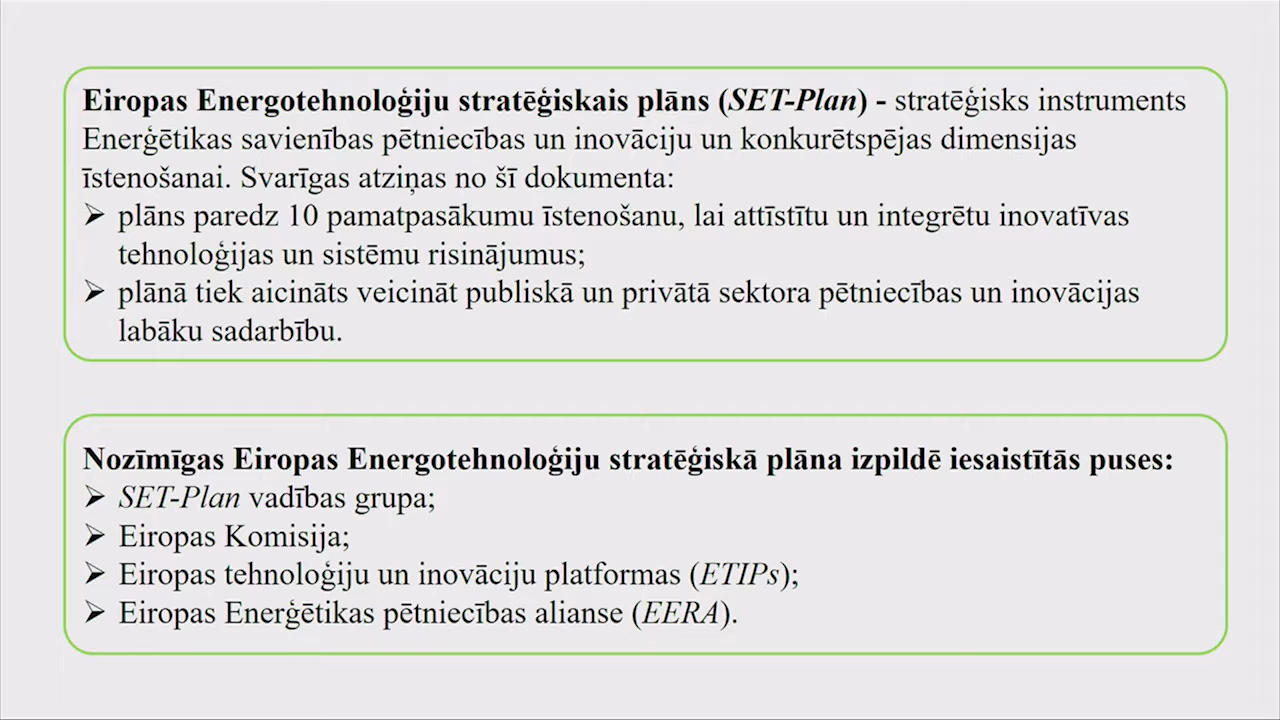 Eiropas Energotehnoloģiju stratēģiskais plāns (SET-Plan) - stratēģisks instruments
Enerģētikas savienības pētniecības un inovāciju un konkurētspējas dimensijas
īstenošanai. Svarīgas atziņas no šī dokumenta:
➢ plāns paredz 10 pamatpasākumu īstenošanu, lai attīstītu un integrētu inovatīvas
tehnoloģijas un sistēmu risinājumus;
➢ plānā tiek aicināts veicināt publiskā un privātā sektora pētniecības un inovācijas
labāku sadarbību.
Nozīmīgas Eiropas Energotehnoloģiju stratēģiskā plāna izpildē iesaistītās puses:
➢ SET-Plan vadības grupa;
➢ Eiropas Komisija;
➢ Eiropas tehnoloģiju un inovāciju platformas (ETIPs);
➢ Eiropas Enerģētikas pētniecības alianse (EERA).